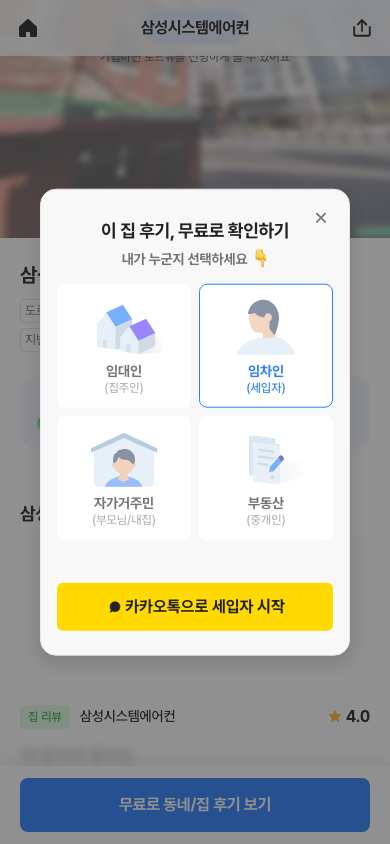 삼성시스템에어컨
이 집 후기, 무료로 확인하기
내가 누군지 선택하세요 👇
임대인
(집주인)
임차인
(세입자)
자가거주민
(부모님/내집)
부동산
(중개인)
카카오톡으로 세입자 시작
집 리뷰 삼성시스템에어컨 4.0
무료로 동네/집 후기 보기